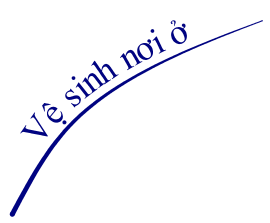 Vệ sinh nơi ở